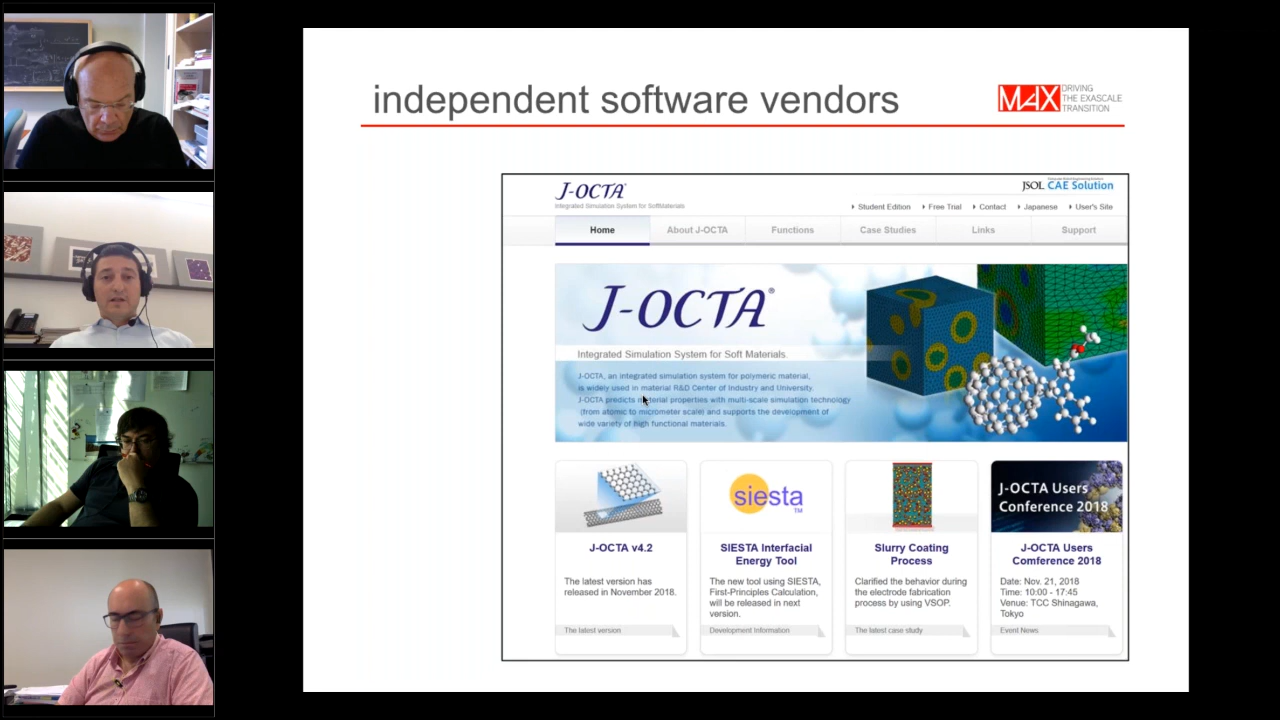 independent software vendors
MAX DRIVING
THE EXASCALE
TRANSITION
J-OCTA®
Integrated Simulation System for SoftMaterials
JSOL CAE Solution
Student Edition Free Trial Contact Japanese User's Site
Home About J-OCTA Functions Case Studies Links Support
J-OCTA®
Integrated Simulation System for Soft Materials.
J-OCTA, an integrated simulation system for polymeric material,
is widely used in material R&D Center of Industry and University.
J-OCTA predicts material properties with multi-scale simulation technology
(from atomic to micrometer scale) and supports the development of
wide variety of high functional materials.
siesta
TM
J-OCTA Users
Conference 2018
J-OCTA v4.2
The latest version has
released in November 2018.
The latest version
SIESTA Interfacial
Energy Tool
The new tool using SIESTA,
First-Principles Calculation,
will be released in next
version.
Development Information
Slurry Coating
Process
Clarified the behavior during
the electrode fabrication
process by using VSOP.
The latest case study
J-OCTA Users
Comference 2018
Date: Nov. 21, 2018
Time: 10:00 - 17:45
Venue: TCC Shinagawa,
Tokyo
Event News